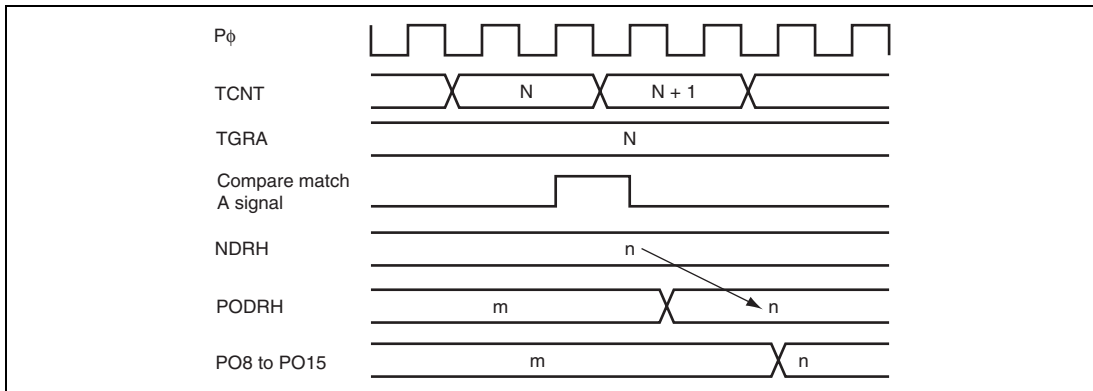 Pϕ
TCNT N N + 1
TGRA N
Compare match
A signal
NDRH n
PODRH m n
PO8 to PO15 m n